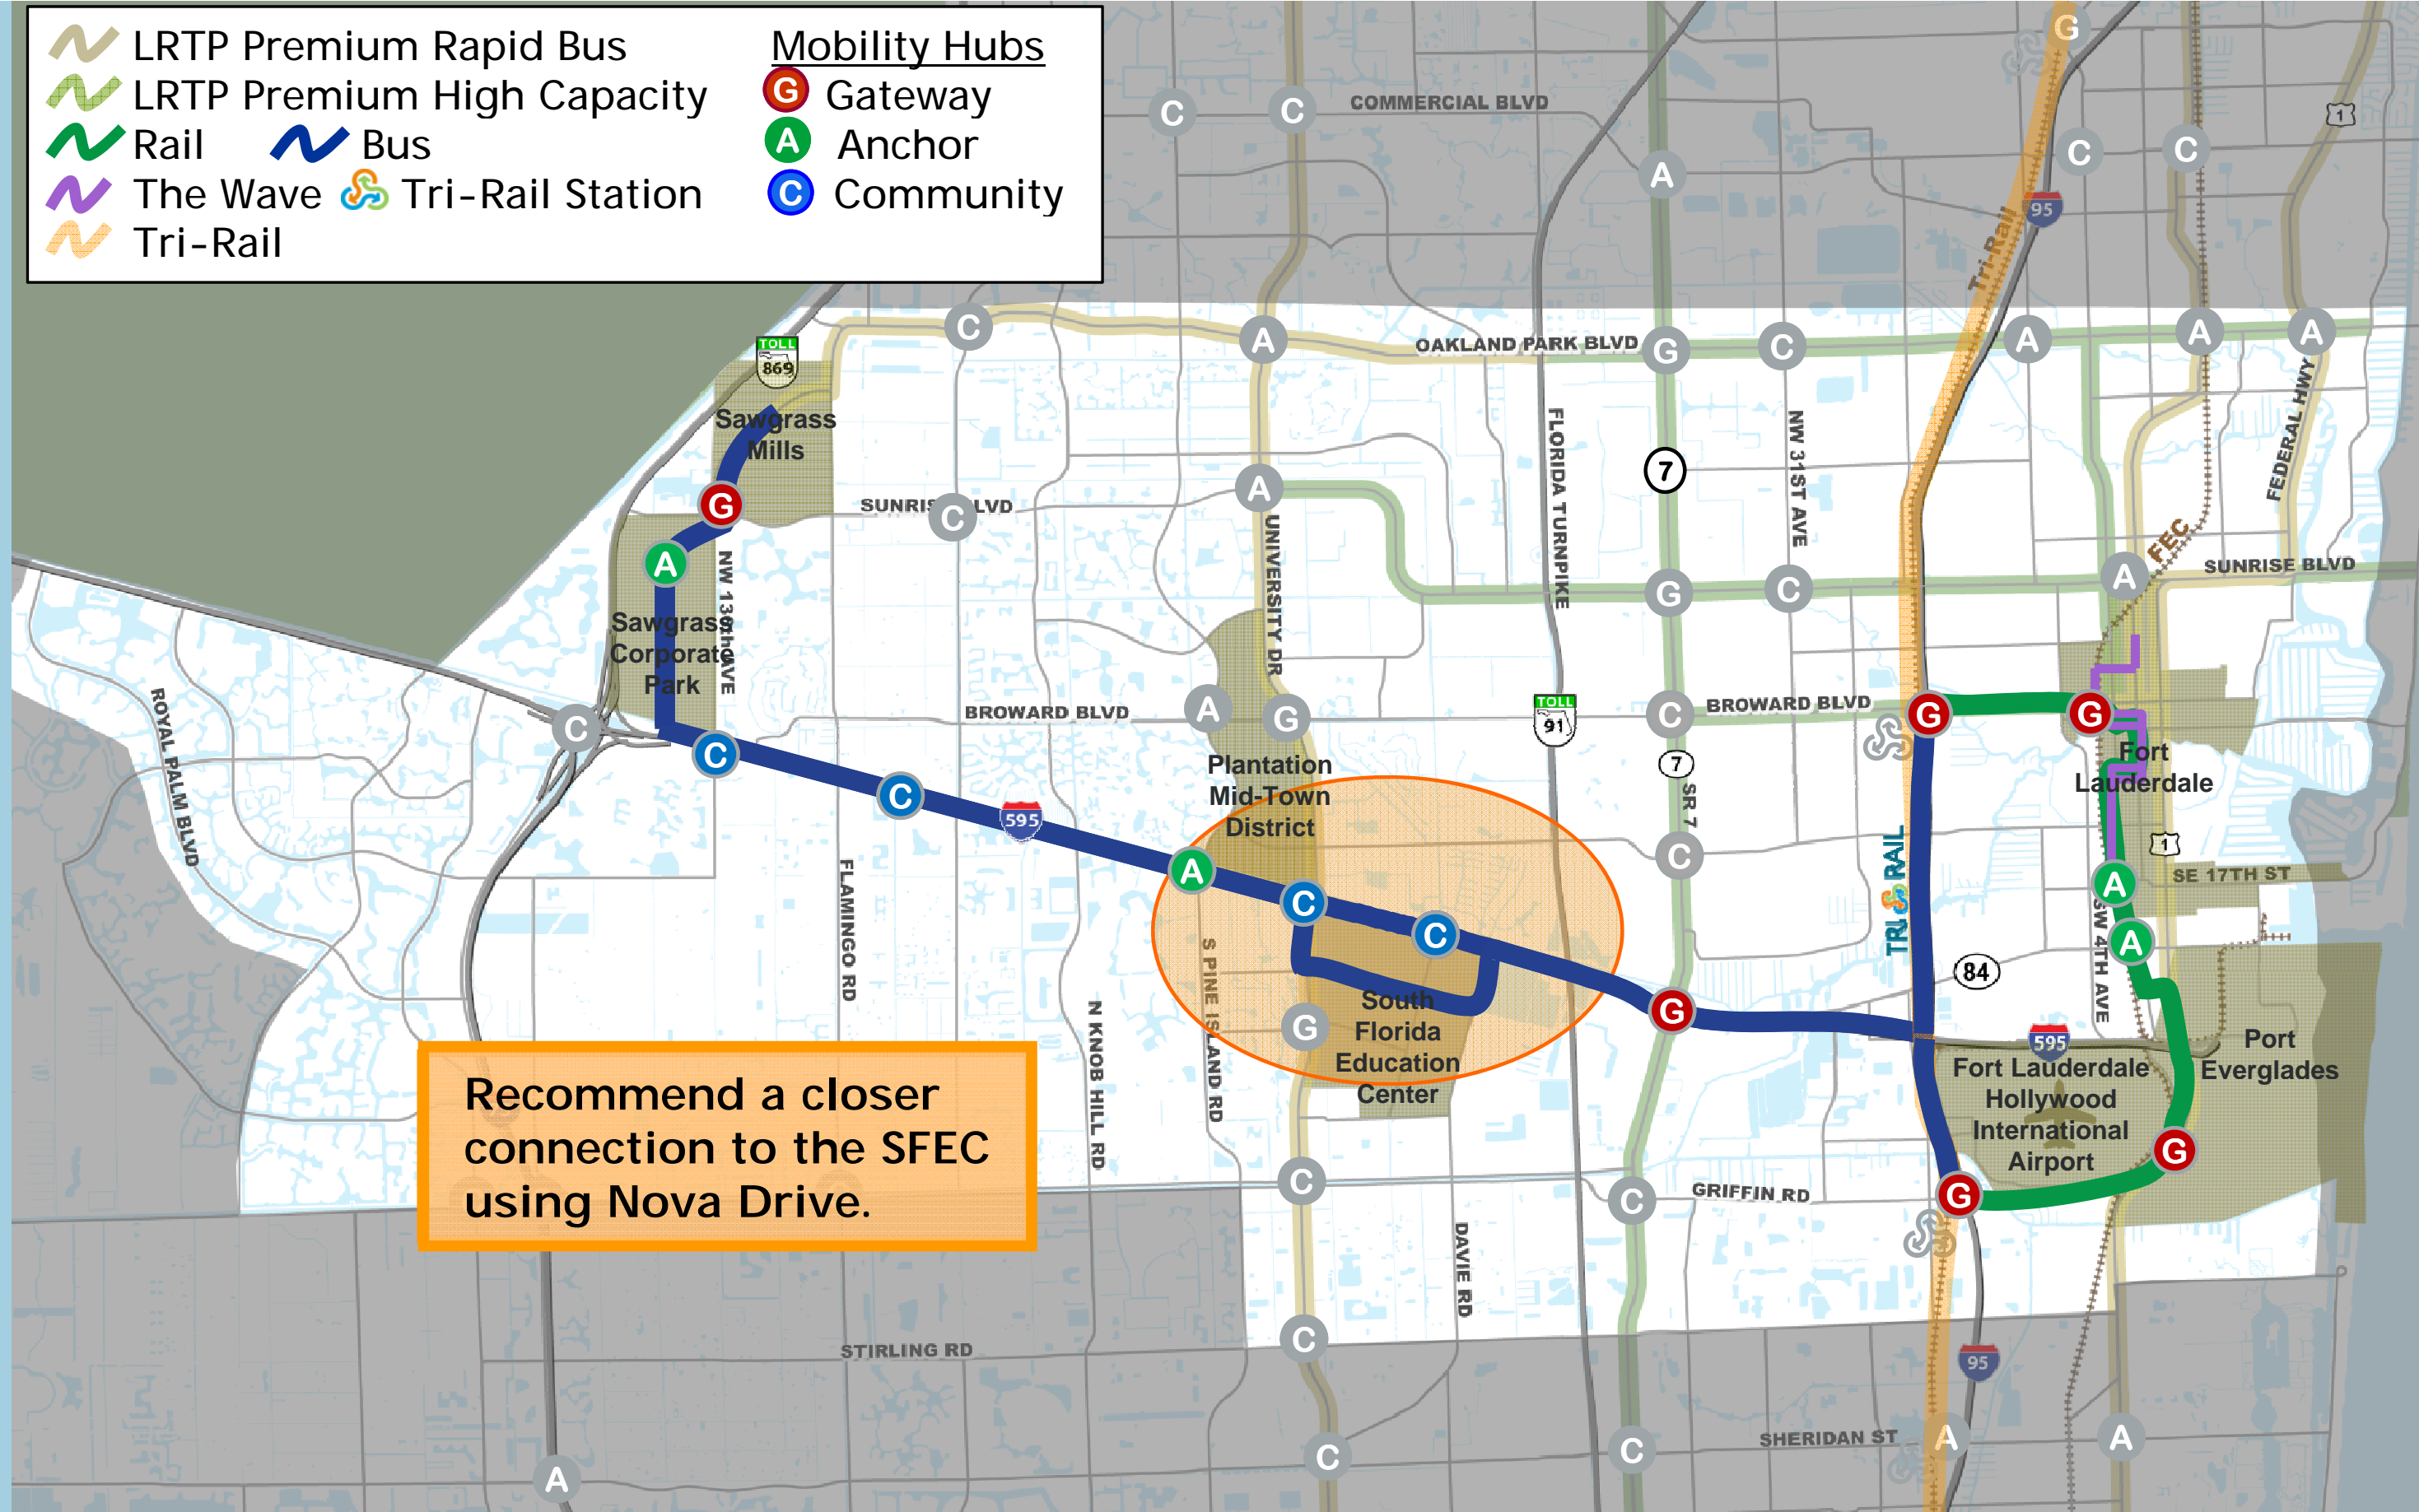 LRTP Premium Rapid Bus
LRTP Premium High Capacity
Rail Bus
The Wave Tri-Rail Station
Tri-Rail
Mobility Hubs
G Gateway
A Anchor
C Community
G
C C COMMERCIAL BLVD
1
C C
A
95
Tri-Rail
C A OAKLAND PARK BLVD G C A A A
TOLL
869
Sawgrass
Mills
FLORIDA TURNPIKE
NW 31ST AVE
FEDERAL HWY
7
G SUNRISE BLVD C A
UNIVERSITY DR
FEC
A
NW 136th AVE
G C A SUNRISE BLVD
Sawgrass
Corporate
Park
ROYAL PALM BLVD
C C
BROWARD BLVD A G
TOLL
91
C BROWARD BLVD G G
Fort
Lauderdale
Plantation
Mid-Town
District
7
SR 7
C
595
C
1
SE 17TH ST
TRI RAIL
FLAMINGO RD
A C C
A
A
SW 4TH AVE
S PINE ISLAND RD
N KNOB HILL RD
84
G
South
Florida
Education
Center
G
595
Fort Lauderdale
Hollywood
International
Airport
Port
Everglades
G
G
Recommend a closer
connection to the SFEC
using Nova Drive.
C C GRIFFIN RD
DAVIE RD
C
STIRLING RD
95
SHERIDAN ST A A
C C
A